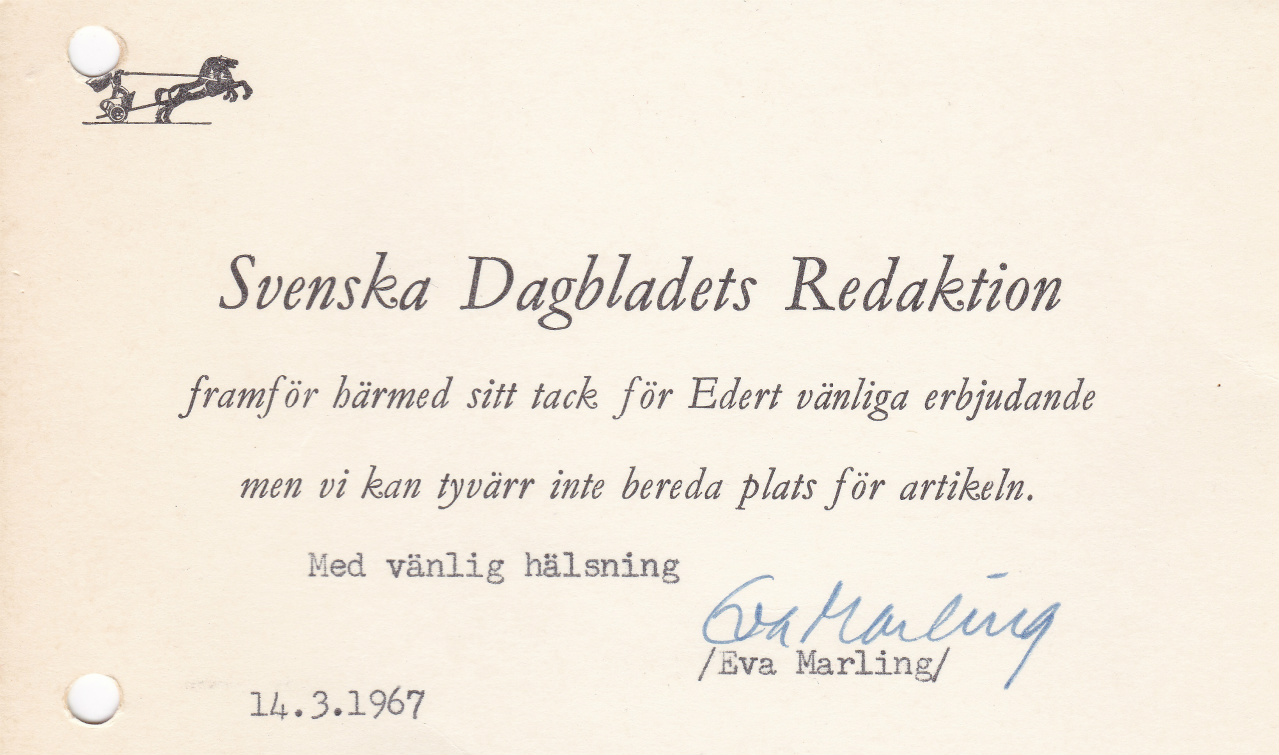 Svenska Dagbladets Redaktion
framför härmed sitt tack för Edert vänliga erbjudande
men vi kan tyvärr inte bereda plats för artikeln.
Med vänlig hälsning
Eva Marling
/Eva Marling/
14.3.1967